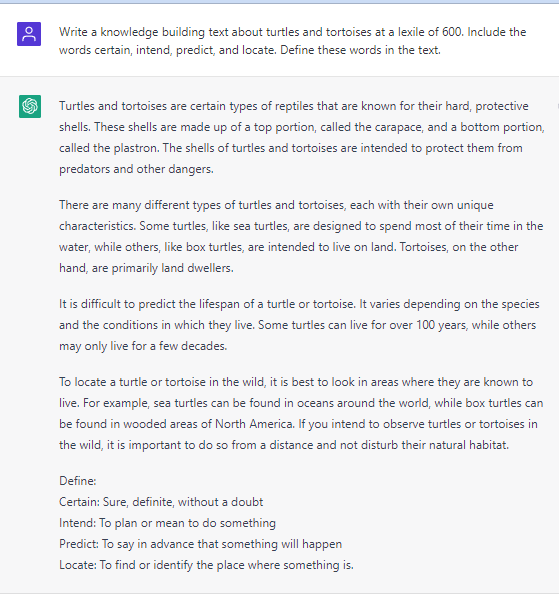 Write a knowledge building text about turtles and tortoises at a lexile of 600. Include the
words certain, intend, predict, and locate. Define these words in the text.
Turtles and tortoises are certain types of reptiles that are known for their hard, protective
shells. These shells are made up of a top portion, called the carapace, and a bottom portion,
called the plastron. The shells of turtles and tortoises are intended to protect them from
predators and other dangers.
There are many different types of turtles and tortoises, each with their own unique
characteristics. Some turtles, like sea turtles, are designed to spend most of their time in the
water, while others, like box turtles, are intended to live on land. Tortoises, on the other
hand, are primarily land dwellers.
It is difficult to predict the lifespan of a turtle or tortoise. It varies depending on the species
and the conditions in which they live. Some turtles can live for over 100 years, while others
may only live for a few decades.
To locate a turtle or tortoise in the wild, it is best to look in areas where they are known to
live. For example, sea turtles can be found in oceans around the world, while box turtles can
be found in wooded areas of North America. If you intend to observe turtles or tortoises in
the wild, it is important to do so from a distance and not disturb their natural habitat.
Define:
Certain: Sure, definite, without a doubt
Intend: To plan or mean to do something
Predict: To say in advance that something will happen
Locate: To find or identify the place where something is.